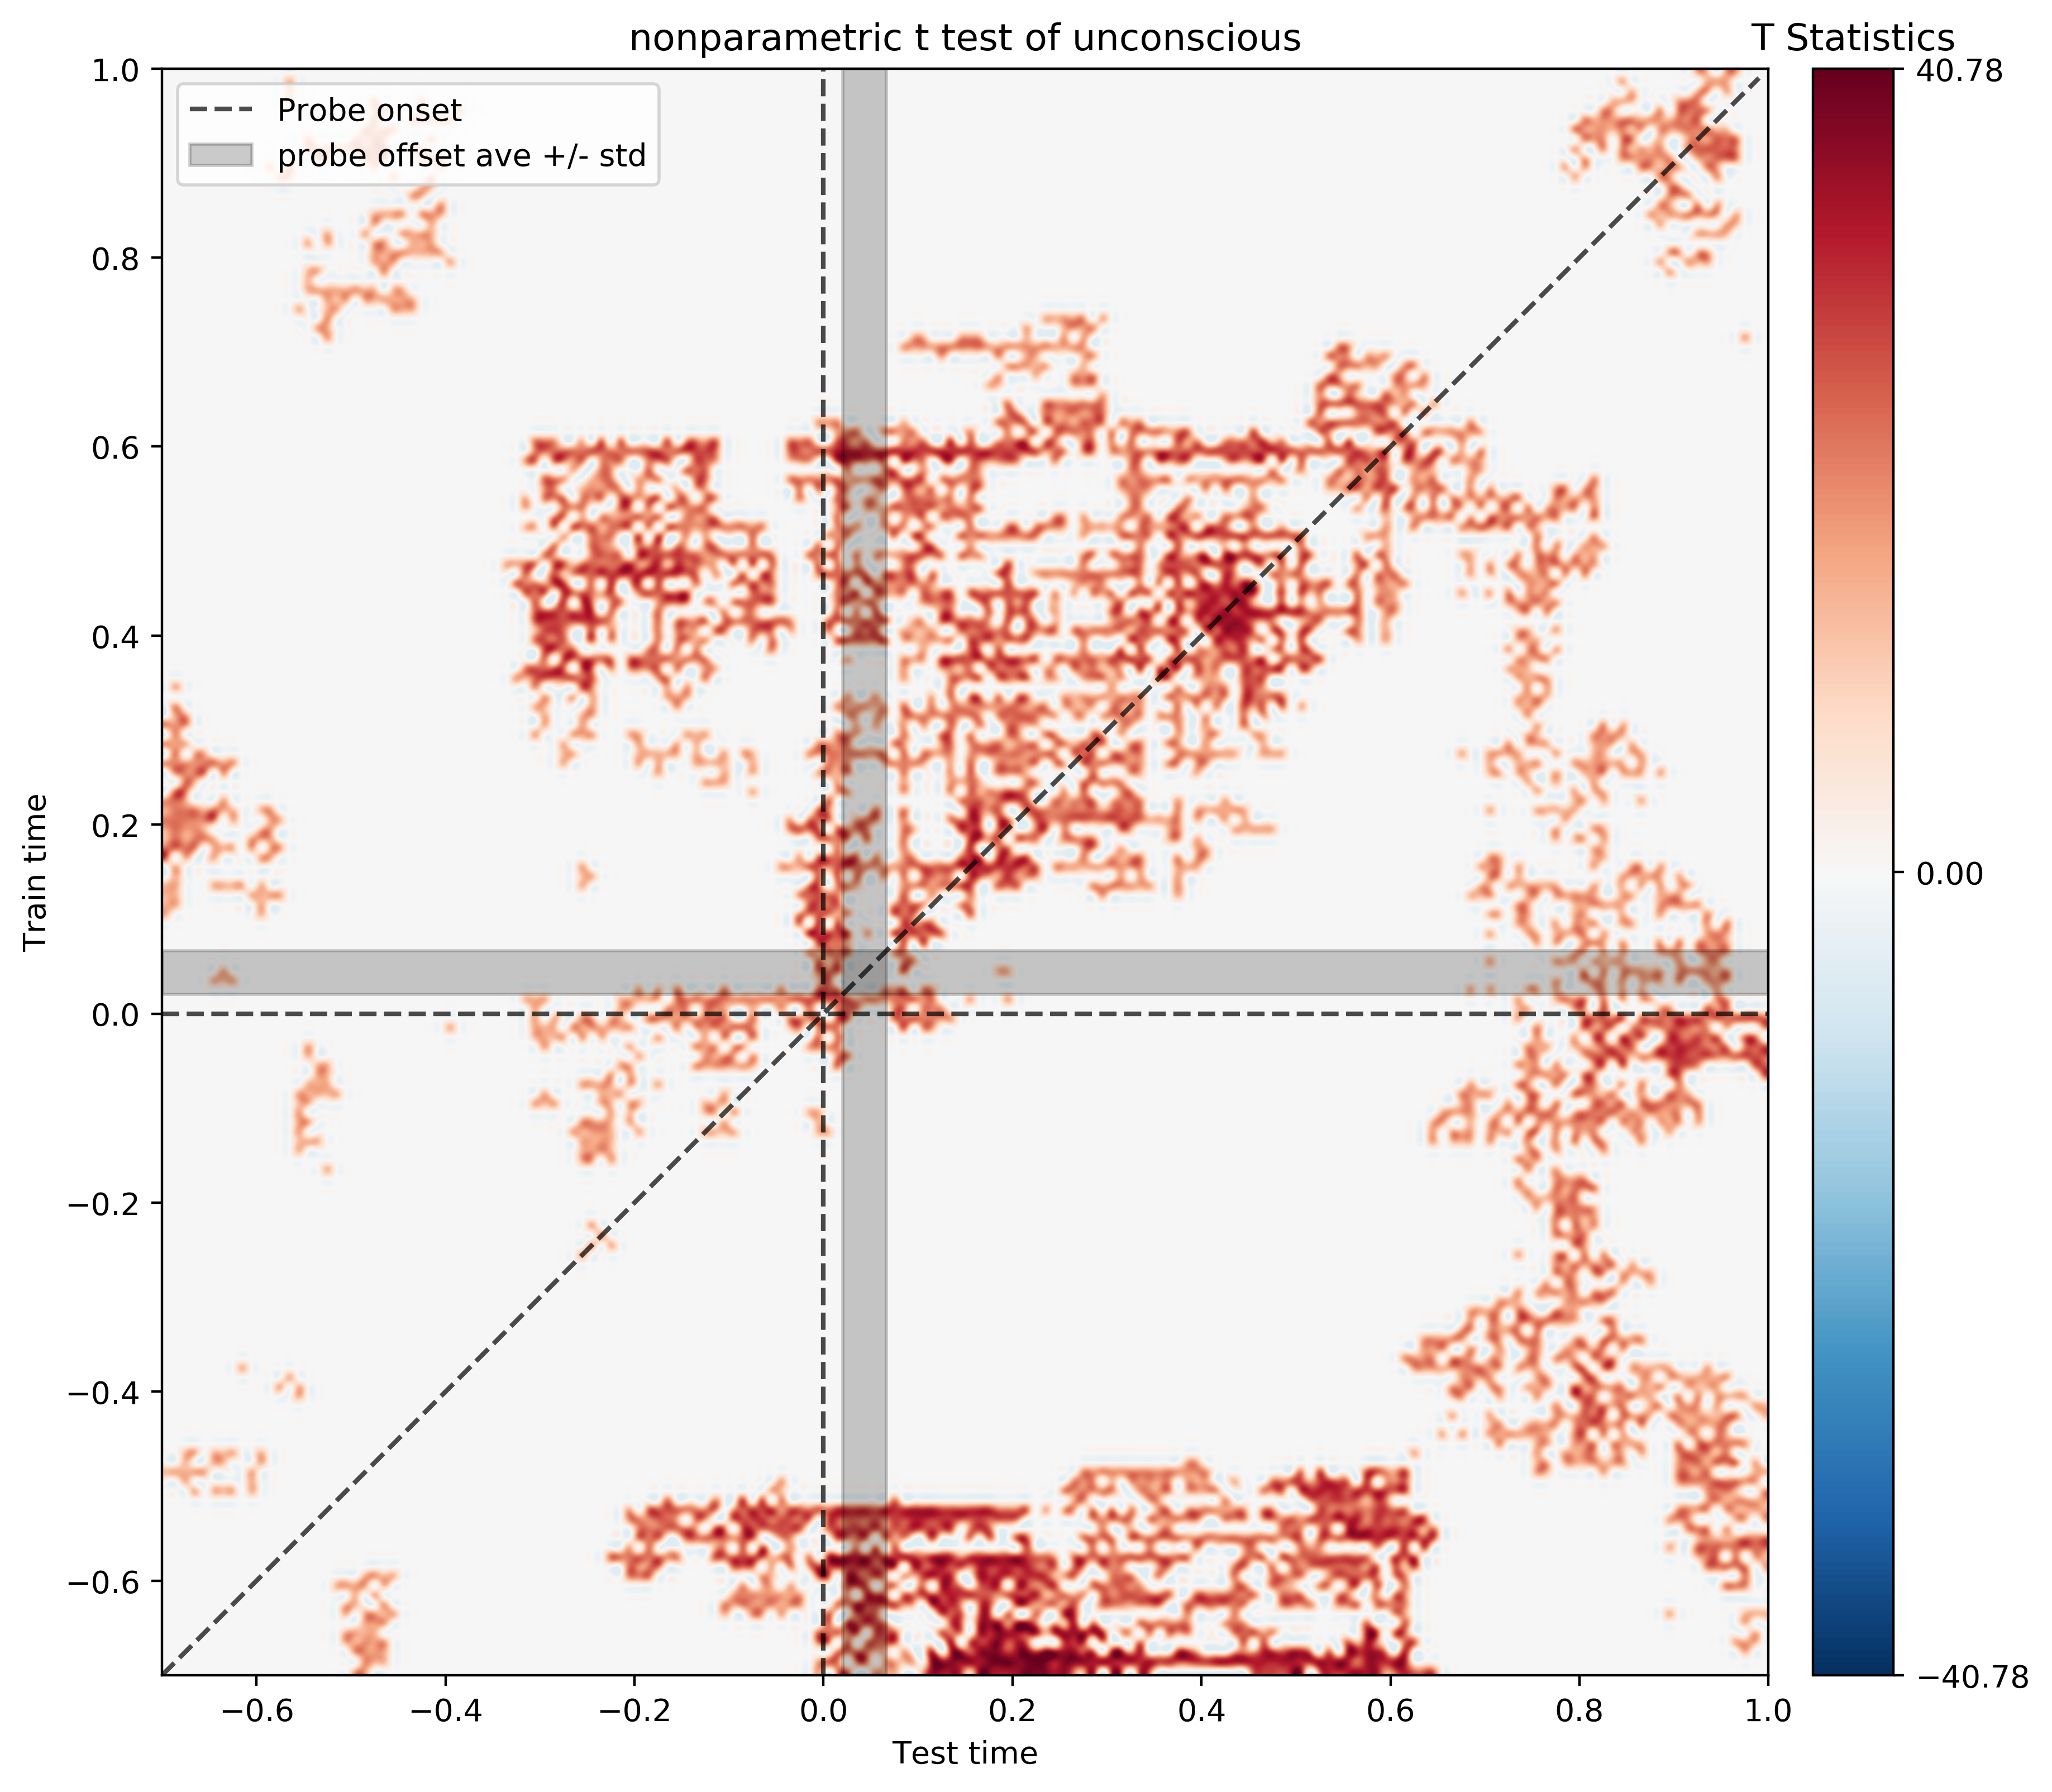 nonparametric t test of unconscious
T Statistics
Probe onset
probe offset ave +/- std
1.0
0.8
0.6
0.4
0.2
0.0
−0.2
−0.4
−0.6
Train time
−0.6 −0.4 −0.2 0.0 0.2 0.4 0.6 0.8 1.0
Test time
40.78
0.00
−40.78